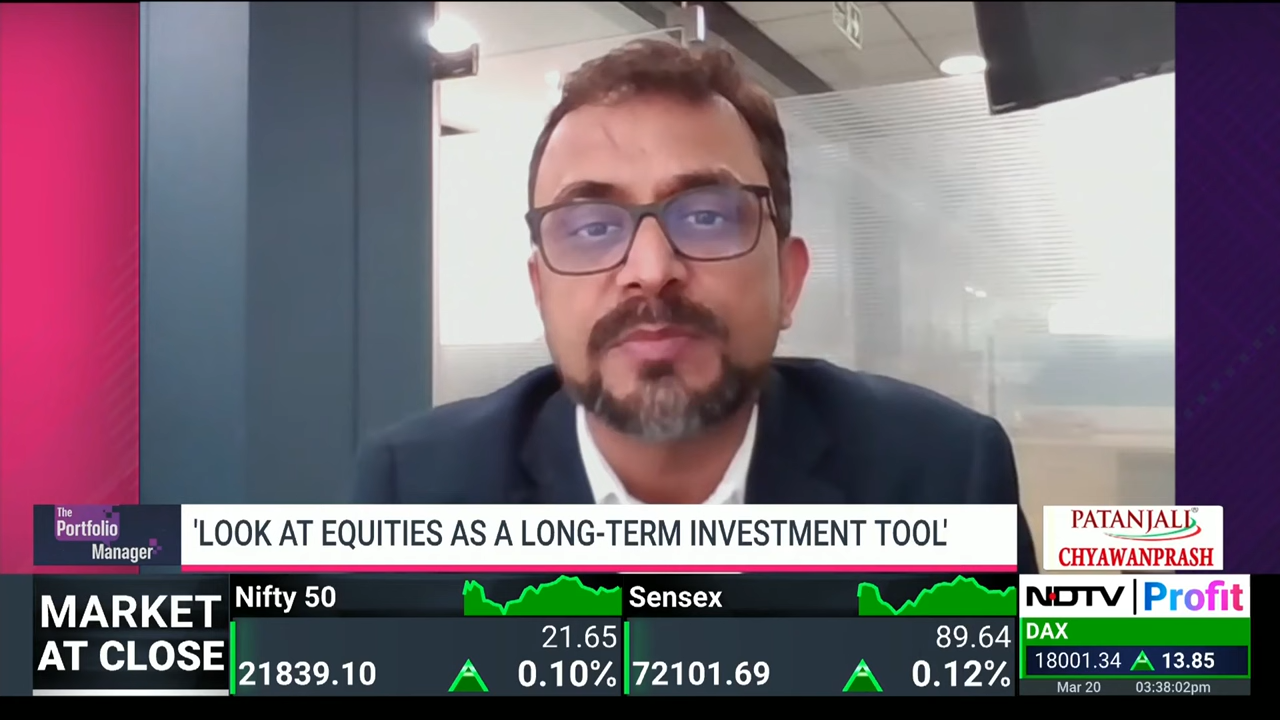 The
Portfolio
Manager
'LOOK AT EQUITIES AS A LONG-TERM INVESTMENT TOOL'
PATANJALI
CHYAWANPRASH
MARKET
AT CLOSE
Nifty 50
21.65
21839.10
0.10%
Sensex
89.64
72101.69
0.12%
NDTV Profit
DAX
18001.34 13.85
Mar 20 03:38:02pm